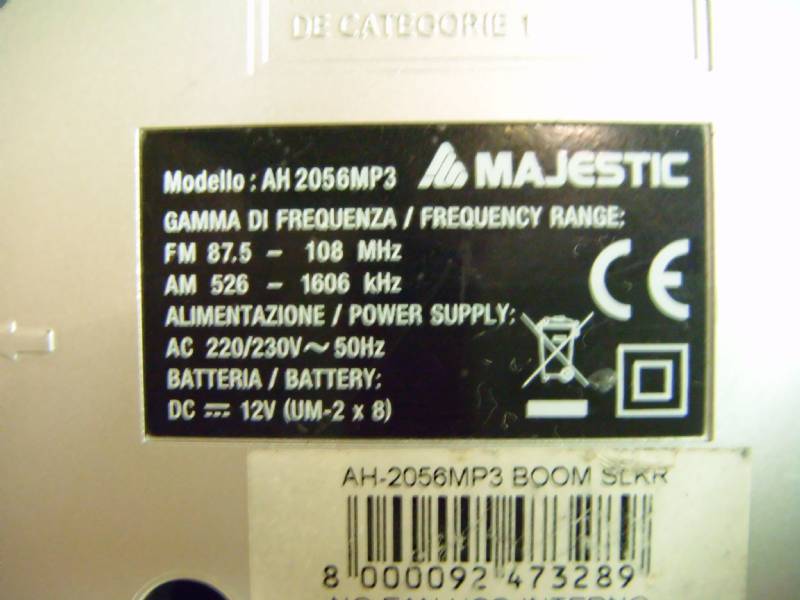 DE CATEGORIE 1
Modello : AH 2056MP3 MAJESTIC
GAMMA DI FREQUENZA / FREQUENCY RANGE:
FM 87.5 - 108 MHz
AM 526 - 1606 kHz
CE
ALIMENTAZIONE / POWER SUPPLY:
AC 220/230V ~ 50Hz
BATTERIA / BATTERY:
DC ⎓ 12V (UM-2 x 8)
AH-2056MP3 BOOM SLKR
8 000092 473289